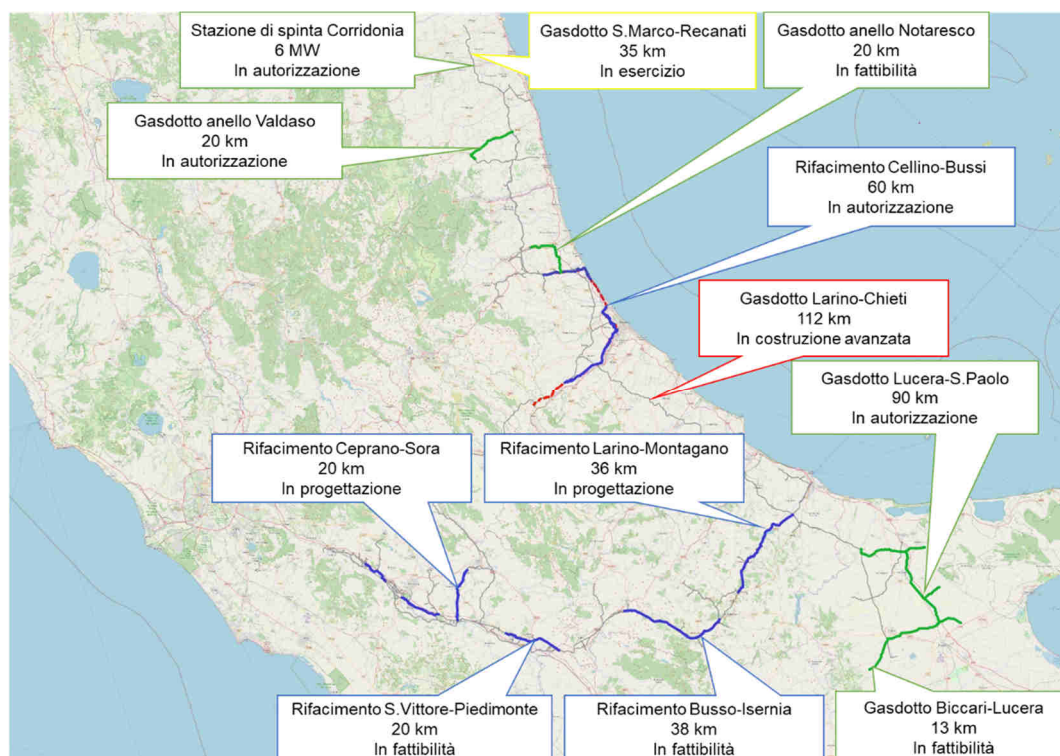 Stazione di spinta Corridonia
6 MW
In autorizzazione
Gasdotto S.Marco-Recanati
35 km
In esercizio
Gasdotto anello Notaresco
20 km
In fattibilità
Gasdotto anello Valdaso
20 km
In autorizzazione
Rifacimento Cellino-Bussi
60 km
In autorizzazione
Gasdotto Larino-Chieti
112 km
In costruzione avanzata
Gasdotto Lucera-S.Paolo
90 km
In autorizzazione
Rifacimento Ceprano-Sora
20 km
In progettazione
Rifacimento Larino-Montagano
36 km
In progettazione
Rifacimento S.Vittore-Piedimonte
20 km
In fattibilità
Rifacimento Busso-Isernia
38 km
In fattibilità
Gasdotto Biccari-Lucera
13 km
In fattibilità